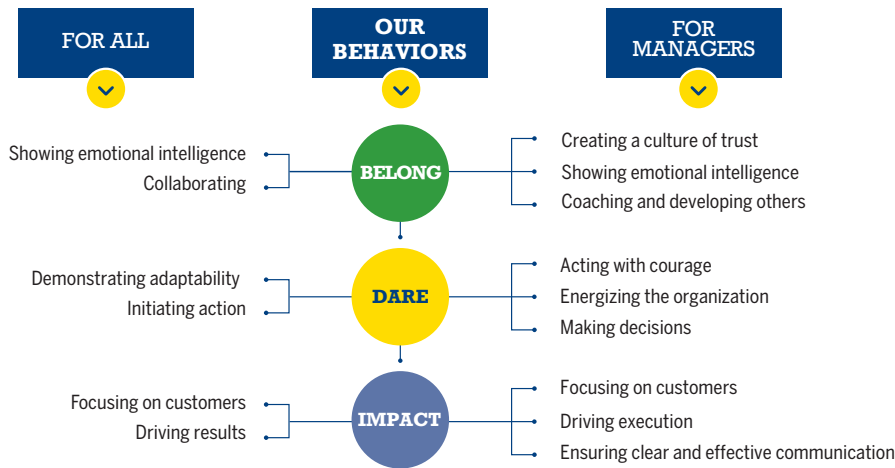 FOR ALL
OUR
BEHAVIORS
FOR
MANAGERS
Showing emotional intelligence
Collaborating
BELONG
Creating a culture of trust
Showing emotional intelligence
Coaching and developing others
Demonstrating adaptability
Initiating action
DARE
Acting with courage
Energizing the organization
Making decisions
Focusing on customers
Driving results
IMPACT
Focusing on customers
Driving execution
Ensuring clear and effective communication